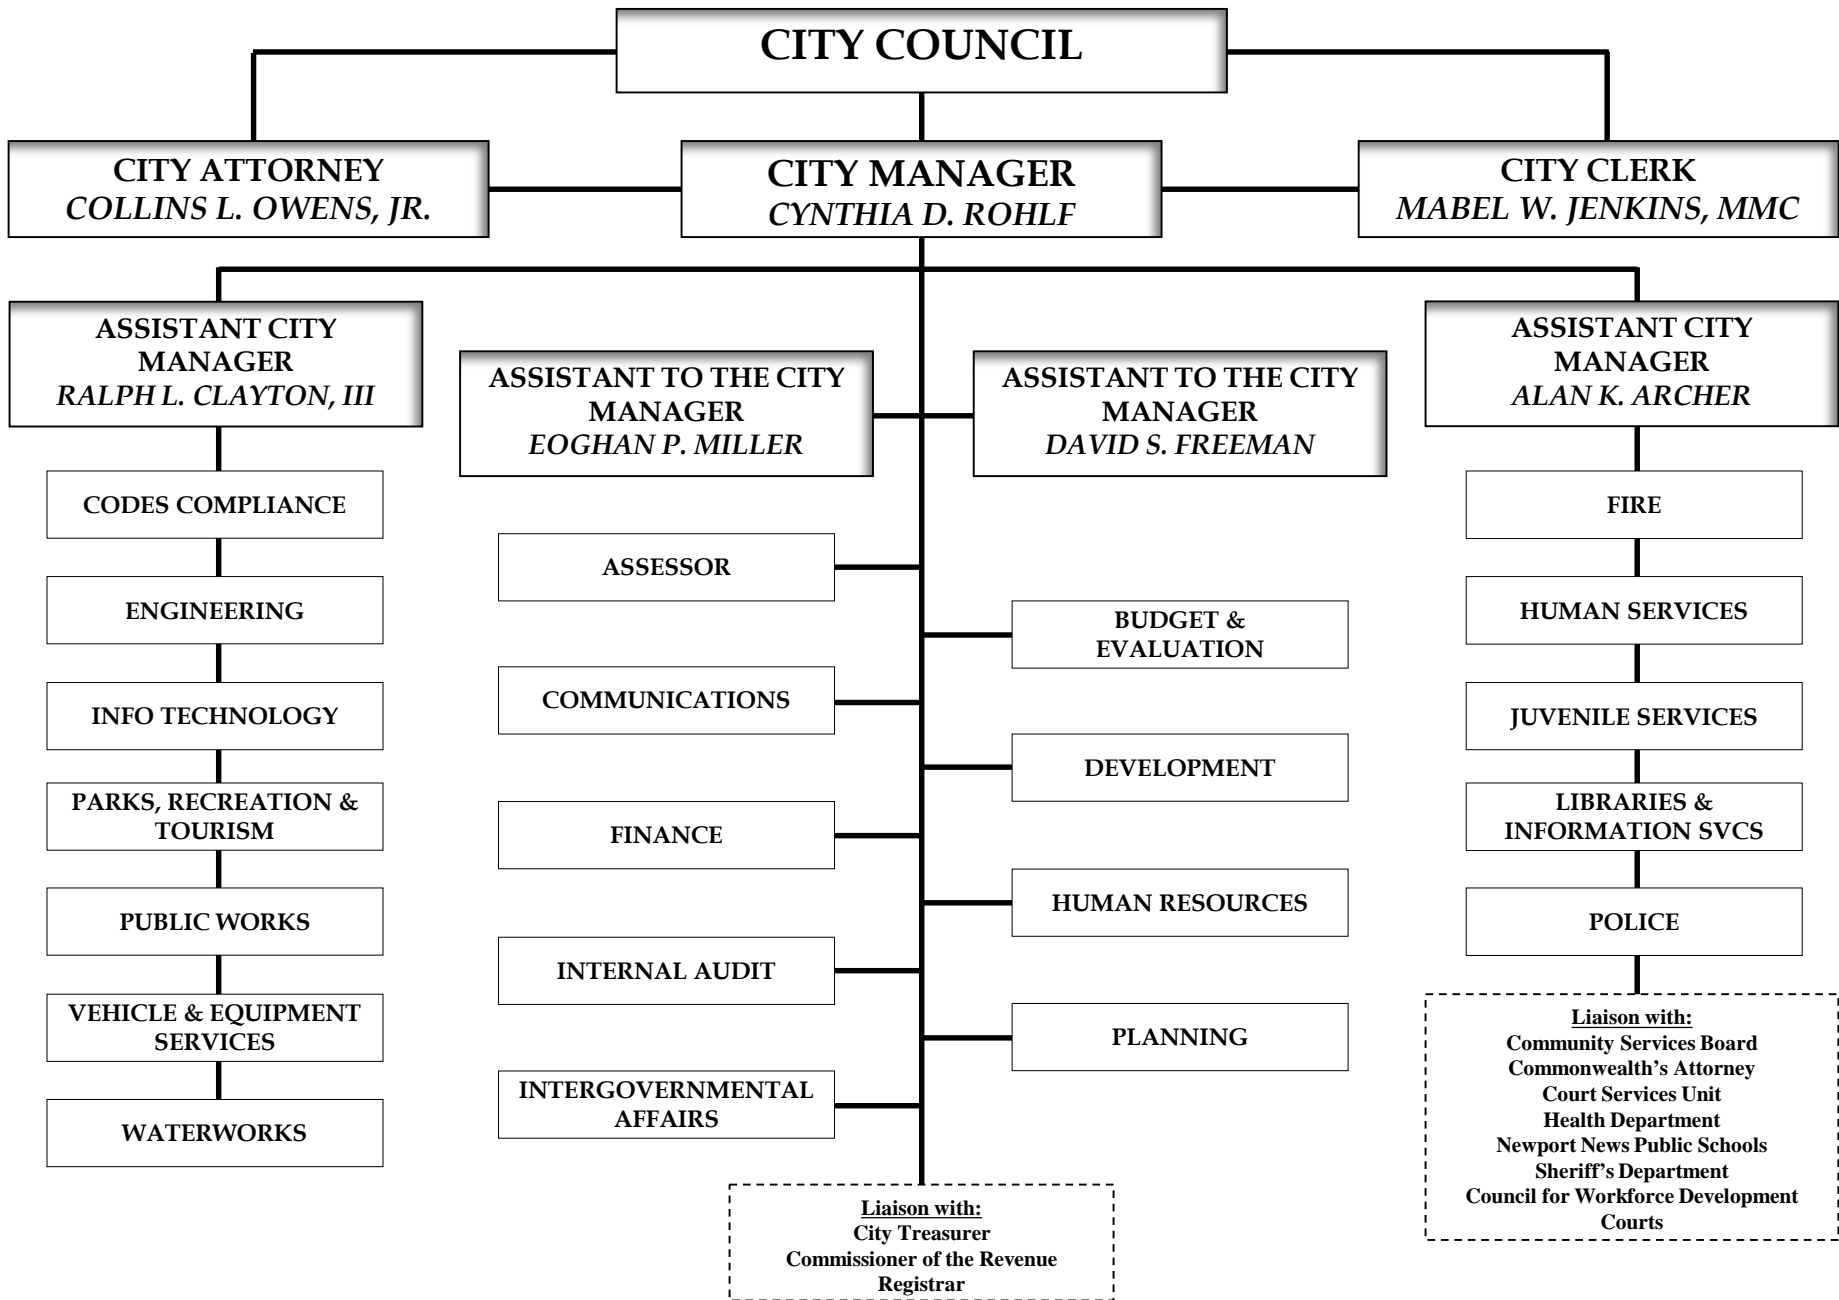 CITY COUNCIL
CITY ATTORNEY
COLLINS L. OWENS, JR.
CITY MANAGER
CYNTHIA D. ROHLF
CITY CLERK
MABEL W. JENKINS, MMC
ASSISTANT CITY
MANAGER
RALPH L. CLAYTON, III
ASSISTANT TO THE CITY
MANAGER
EOGHAN P. MILLER
ASSISTANT TO THE CITY
MANAGER
DAVID S. FREEMAN
ASSISTANT CITY
MANAGER
ALAN K. ARCHER
CODES COMPLIANCE
ENGINEERING
INFO TECHNOLOGY
PARKS, RECREATION &
TOURISM
PUBLIC WORKS
VEHICLE & EQUIPMENT
SERVICES
WATERWORKS
ASSESSOR
COMMUNICATIONS
FINANCE
INTERNAL AUDIT
INTERGOVERNMENTAL
AFFAIRS
BUDGET &
EVALUATION
DEVELOPMENT
HUMAN RESOURCES
PLANNING
Liaison with:
City Treasurer
Commissioner of the Revenue
Registrar
FIRE
HUMAN SERVICES
JUVENILE SERVICES
LIBRARIES &
INFORMATION SVCS
POLICE
Liaison with:
Community Services Board
Commonwealth’s Attorney
Court Services Unit
Health Department
Newport News Public Schools
Sheriff’s Department
Council for Workforce Development
Courts